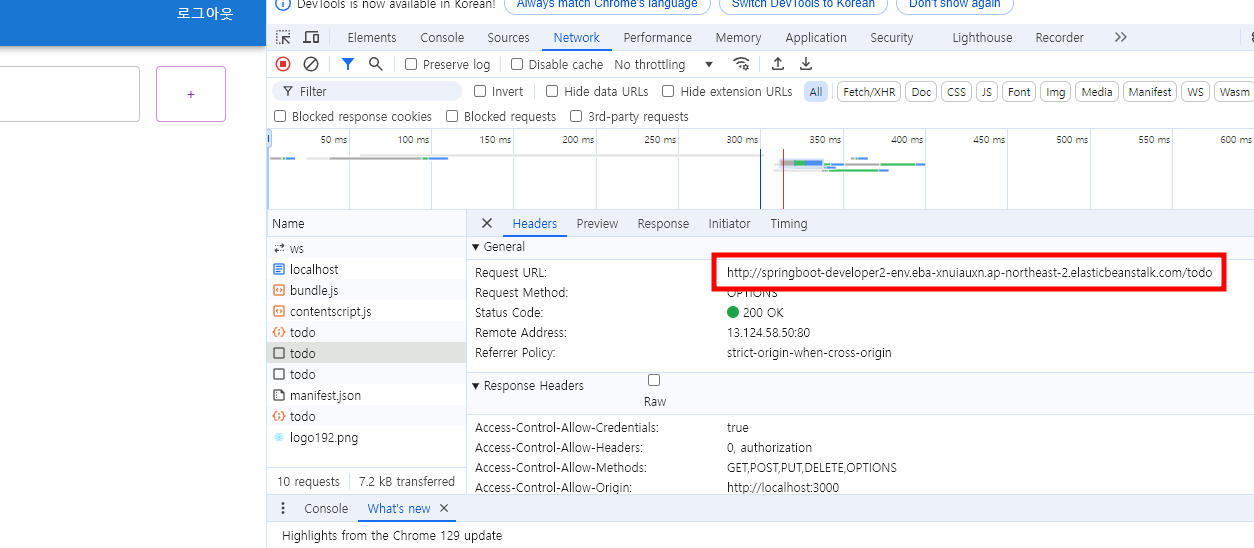 로그아웃
+
DevTools is now available in Korean!
Always match Chrome's language
Switch DevTools to Korean
Don't show again
Elements Console Sources Network Performance Memory Application Security Lighthouse Recorder
Preserve log Disable cache No throttling
Filter Invert Hide data URLs Hide extension URLs All Fetch/XHR Doc CSS JS Font Img Media Manifest WS Wasm
Blocked response cookies Blocked requests 3rd-party requests
50 ms 100 ms 150 ms 200 ms 250 ms 300 ms 350 ms 400 ms 450 ms 500 ms 550 ms 600 ms
Name
ws
localhost
bundle.js
contentscript.js
todo
todo
todo
manifest.json
todo
logo192.png
10 requests 7.2 kB transferred
Headers Preview Response Initiator Timing
General
Request URL: http://springboot-developer2-env.eba-xnuiauxn.ap-northeast-2.elasticbeanstalk.com/todo
Request Method: OPTIONS
Status Code: 200 OK
Remote Address: 13.124.58.50:80
Referrer Policy: strict-origin-when-cross-origin
Response Headers
Raw
Access-Control-Allow-Credentials: true
Access-Control-Allow-Headers: 0, authorization
Access-Control-Allow-Methods: GET,POST,PUT,DELETE,OPTIONS
Access-Control-Allow-Origin: http://localhost:3000
Console What's new
Highlights from the Chrome 129 update